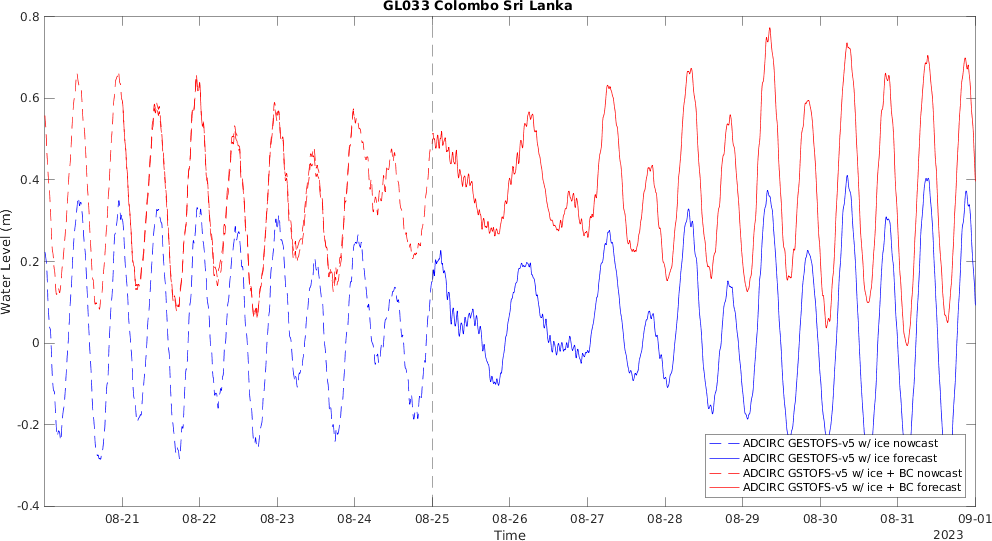 GL033 Colombo Sri Lanka
0.8
0.6
0.4
0.2
0
-0.2
-0.4
Water Level (m)
ADCIRC GESTOFS-v5 w/ ice nowcast
ADCIRC GESTOFS-v5 w/ ice forecast
ADCIRC GSTOFS-v5 w/ ice + BC nowcast
ADCIRC GSTOFS-v5 w/ ice + BC forecast
08-21 08-22 08-23 08-24 08-25 08-26 08-27 08-28 08-29 08-30 08-31 09-01
Time
2023